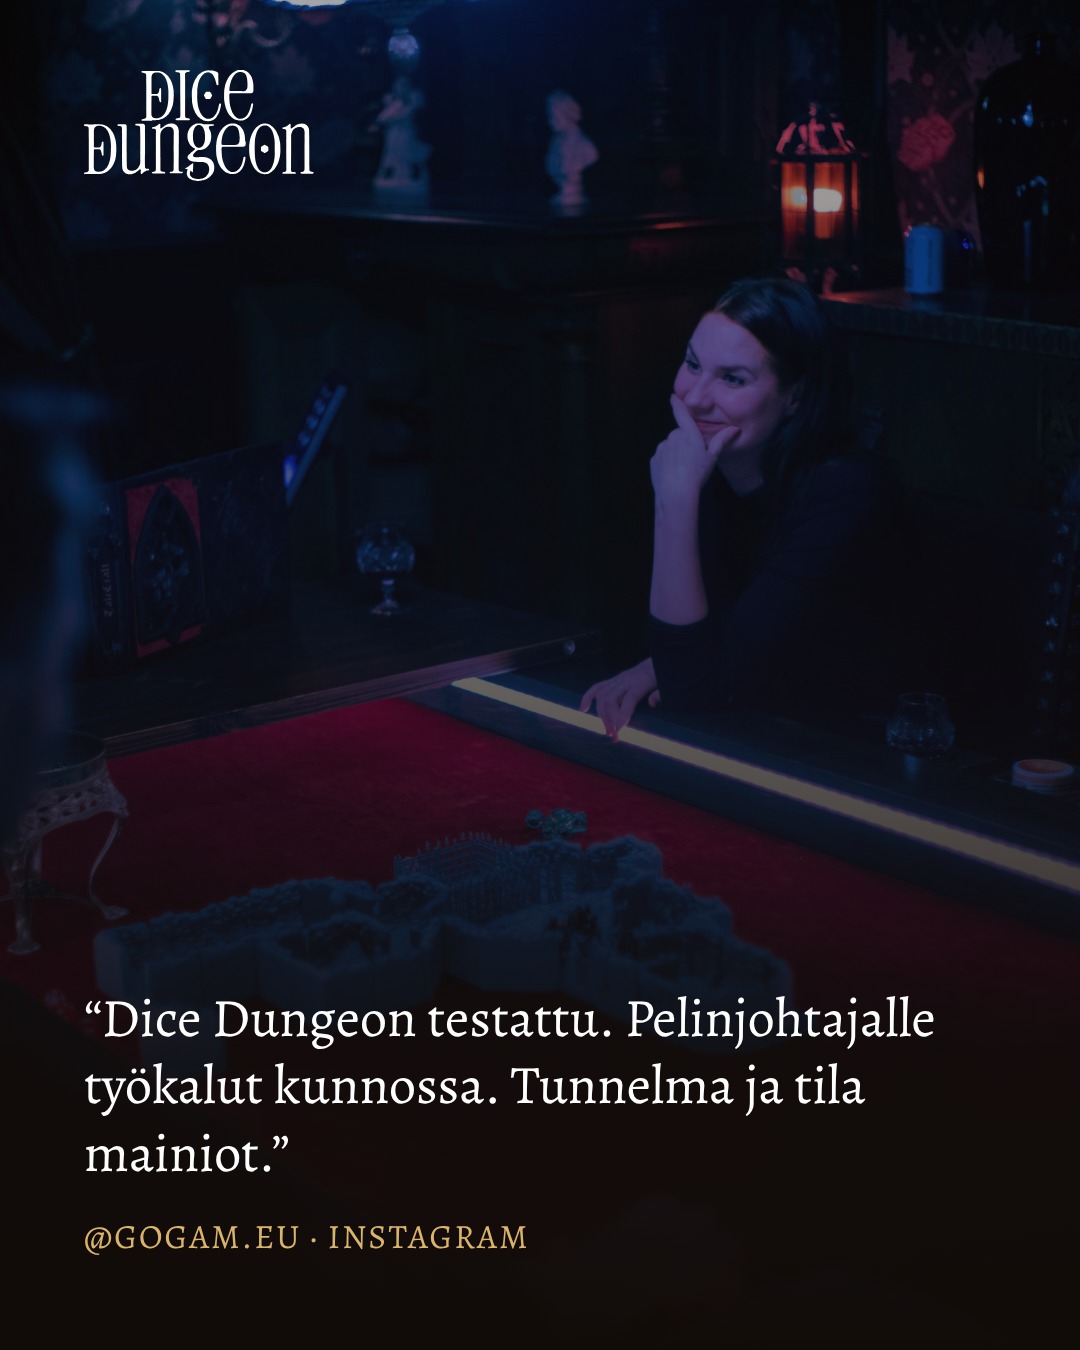 Dice
Dungeon
“Dice Dungeon testattu. Pelinjohtajalle
työkalut kunnossa. Tunnelma ja tila
mainiot.”
@GOGAM.EU · INSTAGRAM